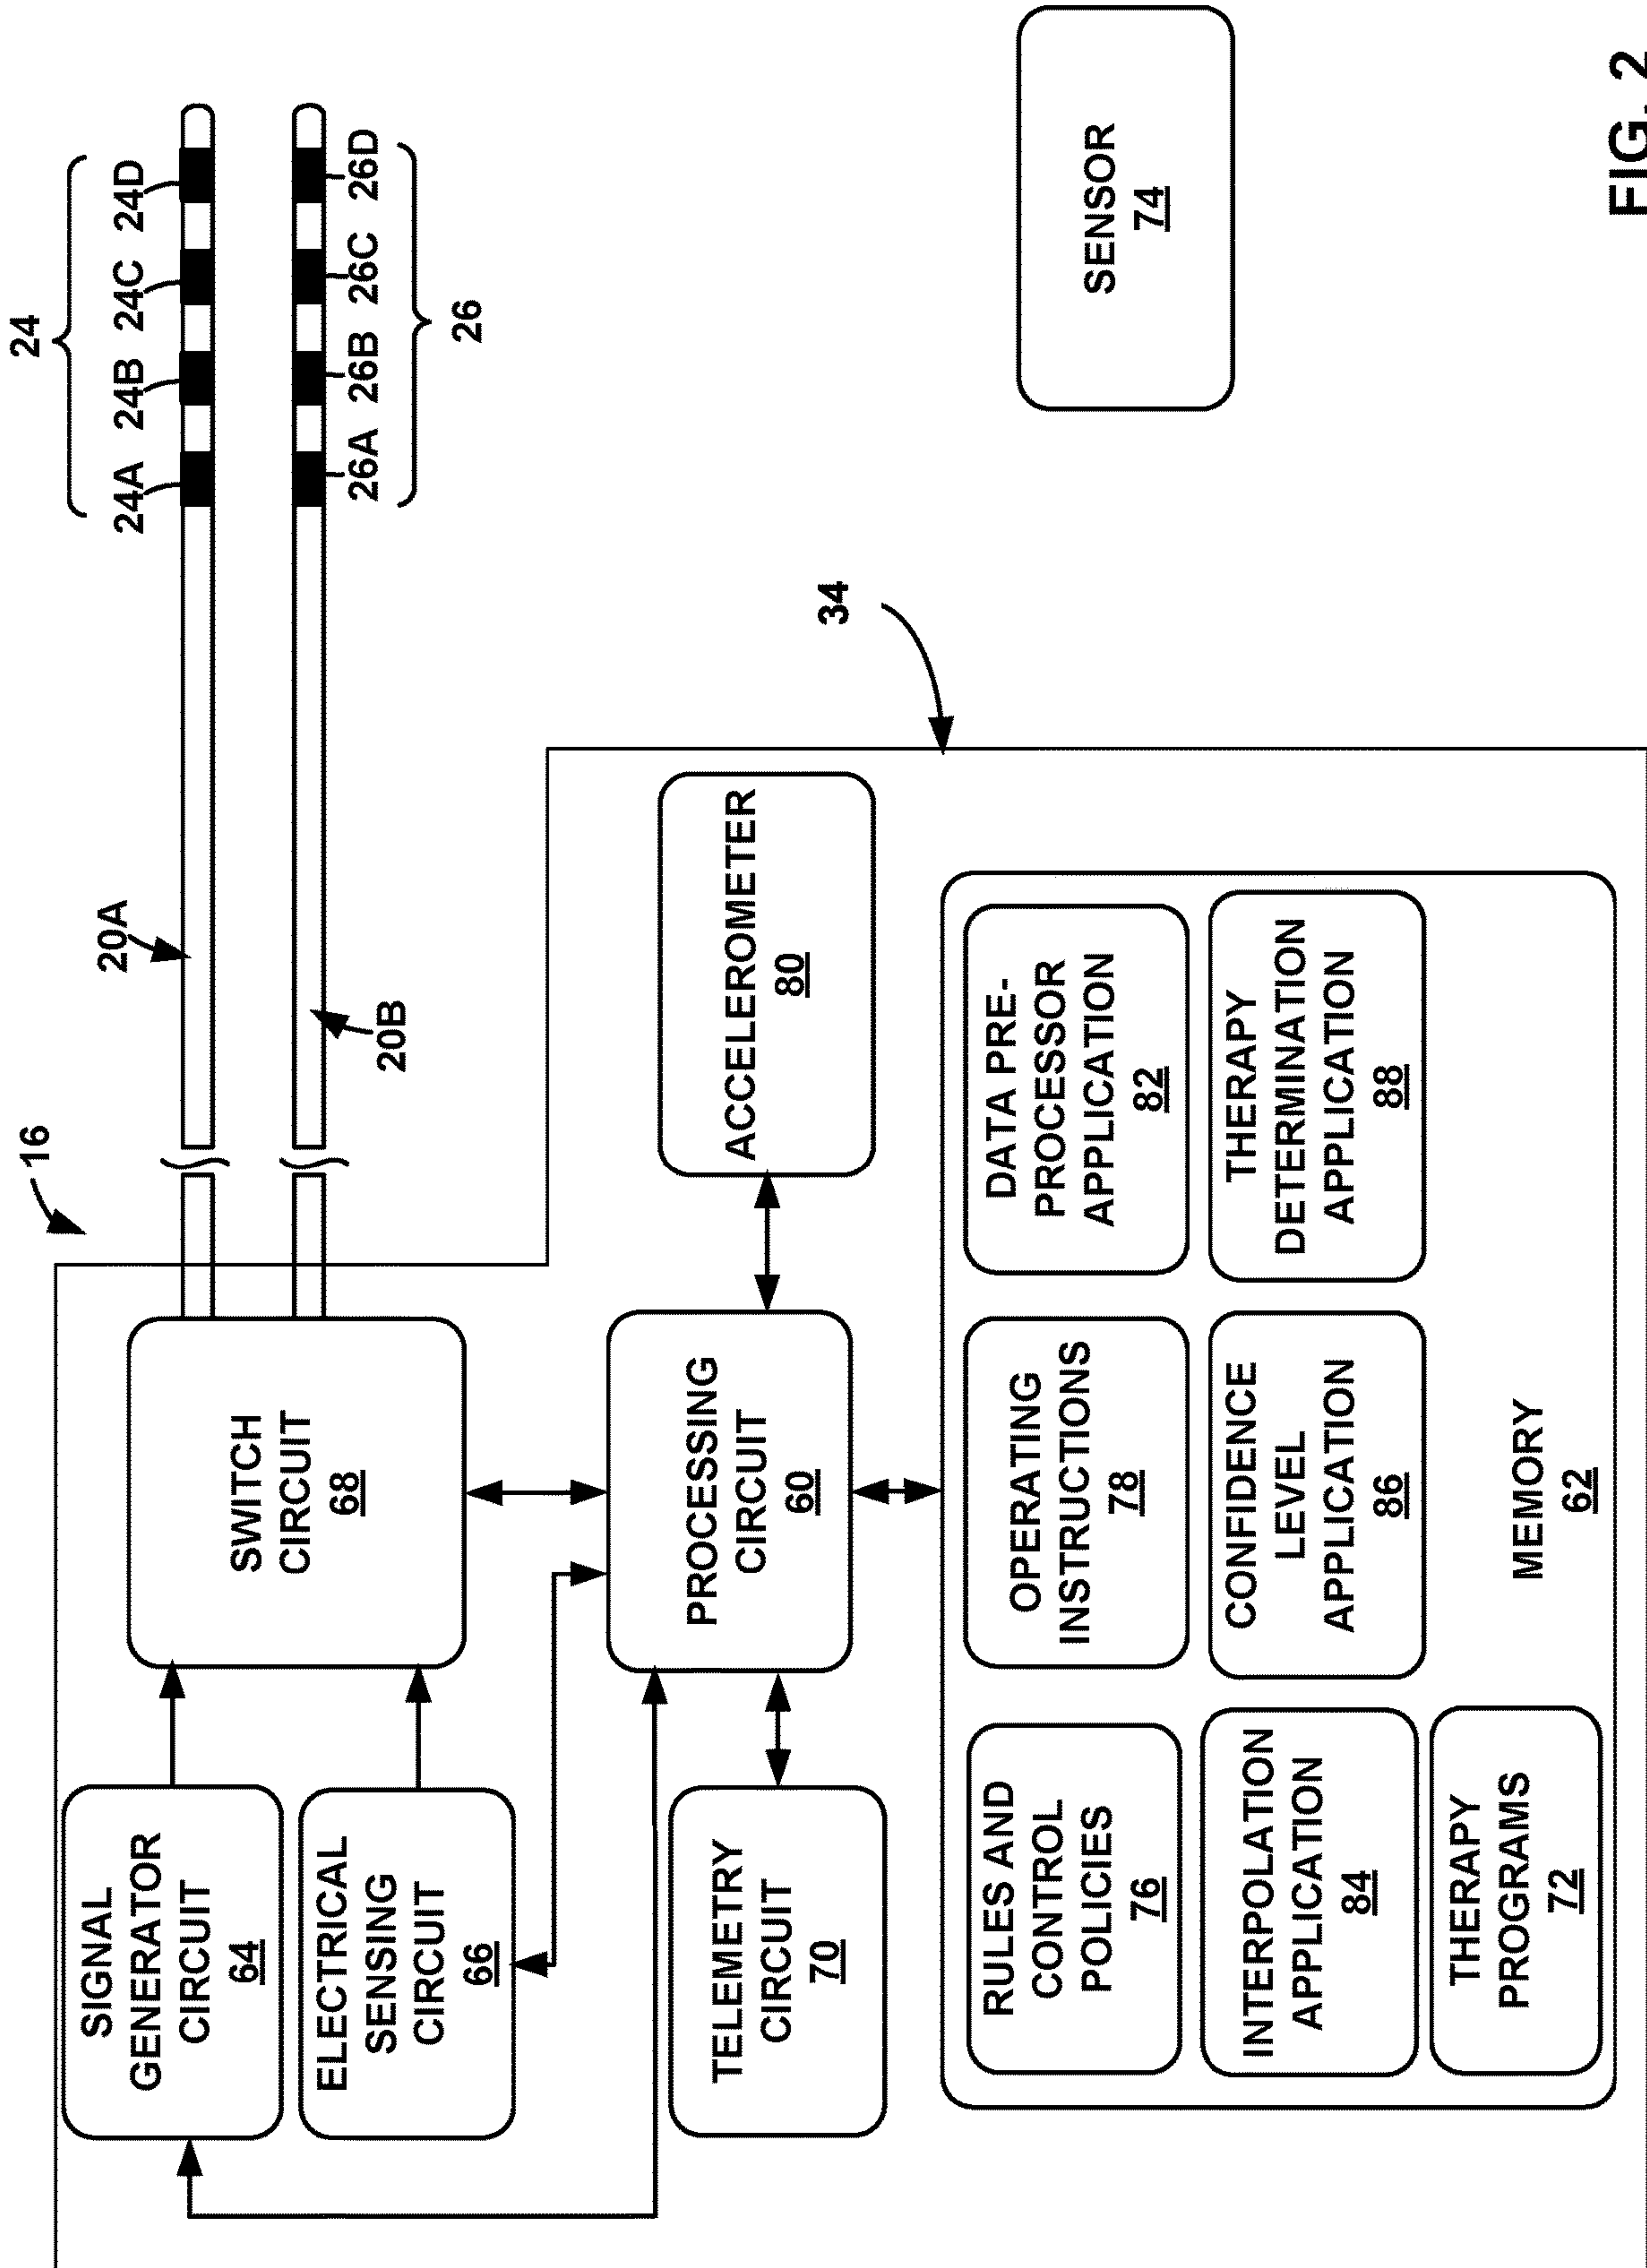 16
20A
20B
24
24A
24B
24C
24D
26A
26B
26C
26D
26
34
SIGNAL
GENERATOR
CIRCUIT
64
ELECTRICAL
SENSING
CIRCUIT
66
SWITCH
CIRCUIT
68
TELEMETRY
CIRCUIT
70
PROCESSING
CIRCUIT
60
ACCELEROMETER
80
SENSOR
74
RULES AND
CONTROL
POLICIES
76
OPERATING
INSTRUCTIONS
78
DATA PRE-
PROCESSOR
APPLICATION
82
INTERPOLATION
APPLICATION
84
CONFIDENCE
LEVEL
APPLICATION
86
THERAPY
DETERMINATION
APPLICATION
88
THERAPY
PROGRAMS
72
MEMORY
62
FIG. 2